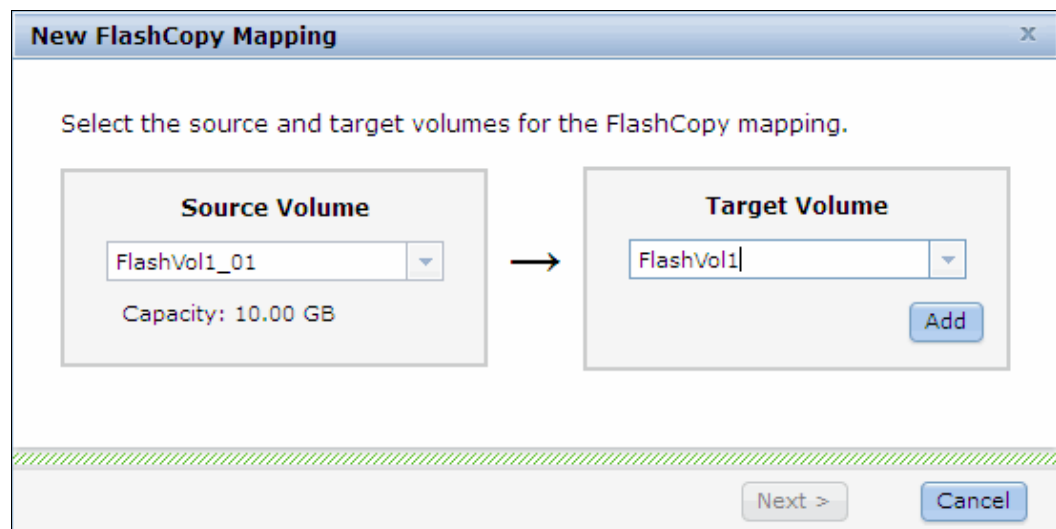 New FlashCopy Mapping
x
Select the source and target volumes for the FlashCopy mapping.
Source Volume
FlashVol1_01
Capacity: 10.00 GB
→
Target Volume
FlashVol1
Add
Next >
Cancel